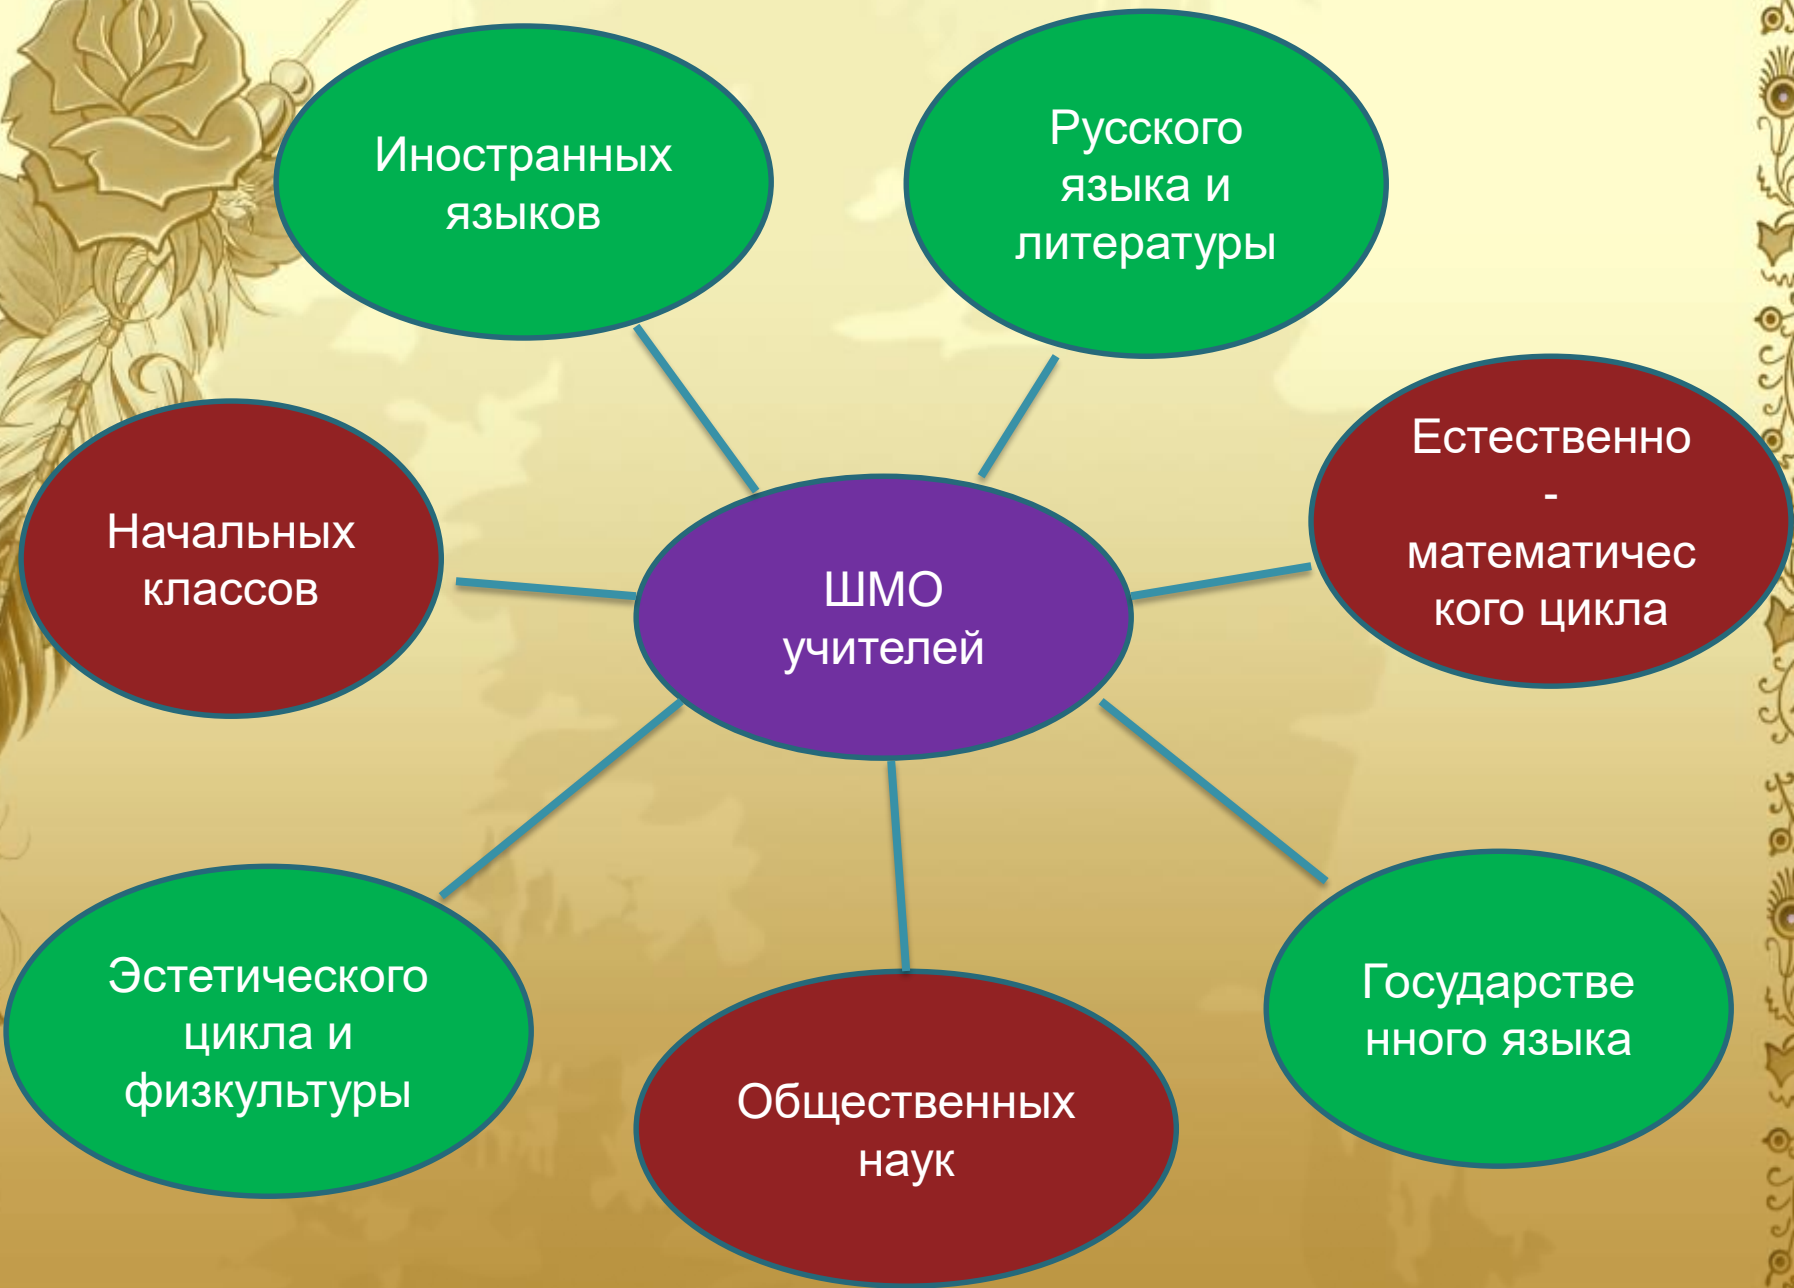 Иностранных
языков
Русского
языка и
литературы
Естественно
-
математичес
кого цикла
Начальных
классов
ШМО
учителей
Эстетического
цикла и
физкультуры
Общественных
наук
Государстве
нного языка